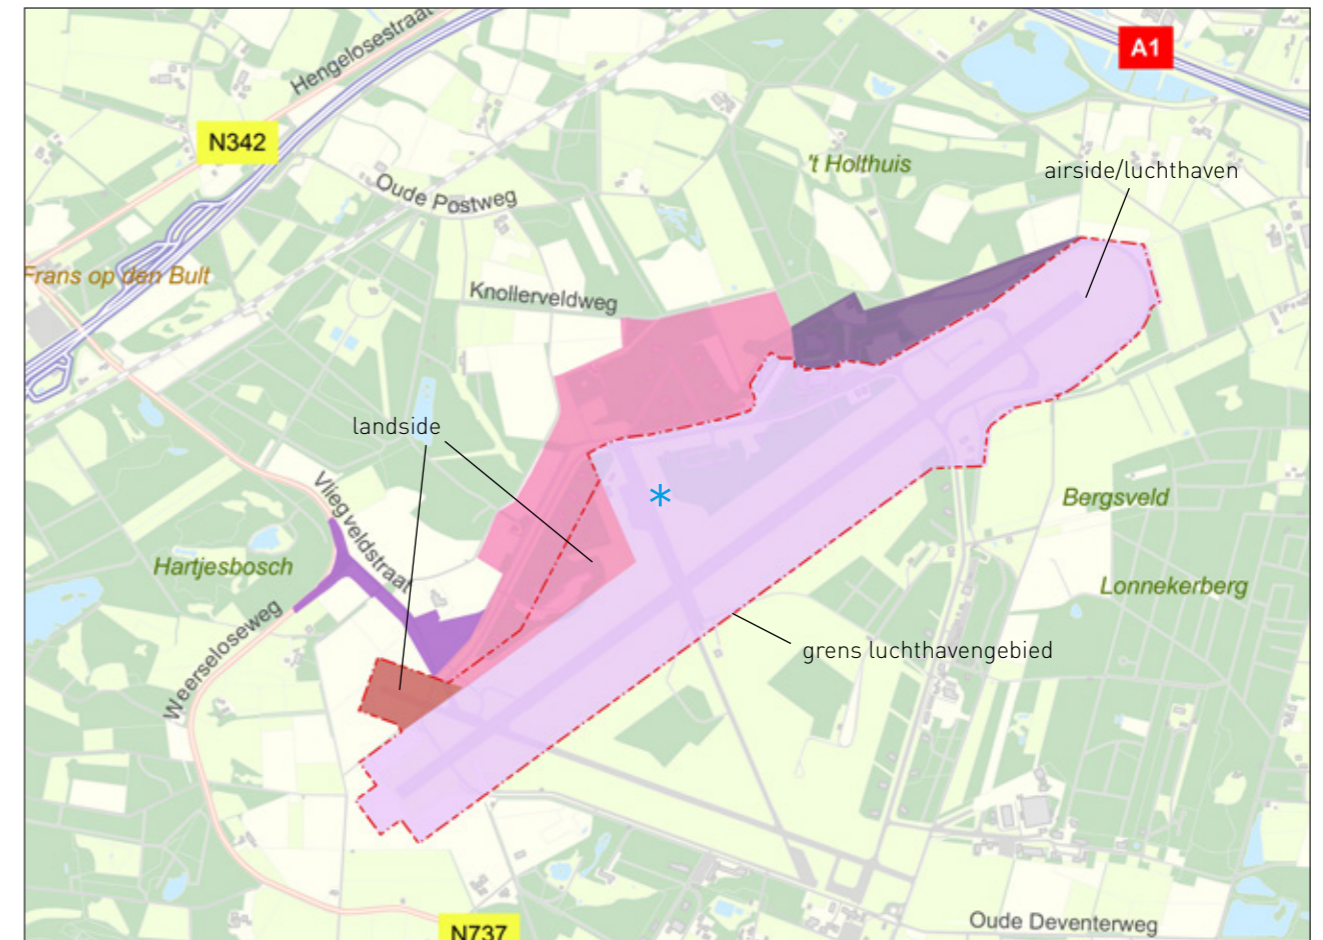 Hengelosestraat
A1
N342
't Holthuis
airside/luchthaven
Oude Postweg
Frans op den Bult
Knollerveldweg
landside
Vliegveldstraat
Bergsveld
Hartjesbosch
Lonnekerberg
Weerseloseweg
grens luchthavengebied
Oude Deventerweg
N737